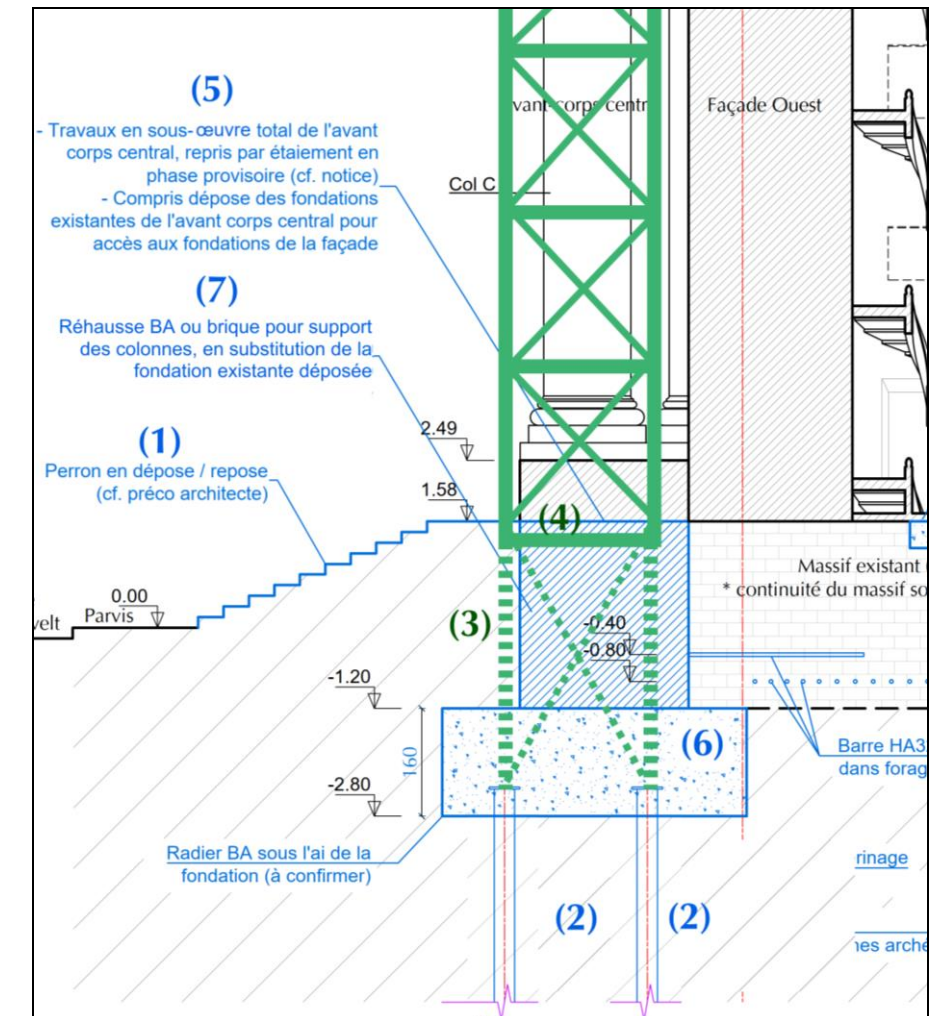 (5)
- Travaux en sous-œuvre total de l'avant
corps central, repris par étaiement en
phase provisoire (cf. notice)
- Compris dépose des fondations
existantes de l'avant corps central pour
accès aux fondations de la façade
(7)
Réhausse BA ou brique pour support
des colonnes, en substitution de la
fondation existante déposée
(1)
Perron en dépose / repose
(cf. préco architecte)
vant-corps centr
Façade Ouest
Col C
2.49
1.58
(4)
0.00
Parvis
velt
(3)
Massif existant
* continuité du massif so
-0.40
-0.80
-1.20
160
(6)
-2.80
Barre HA3
dans forag
Radier BA sous l'ai de la
fondation (à confirmer)
rinage
(2)
(2)
nes arche